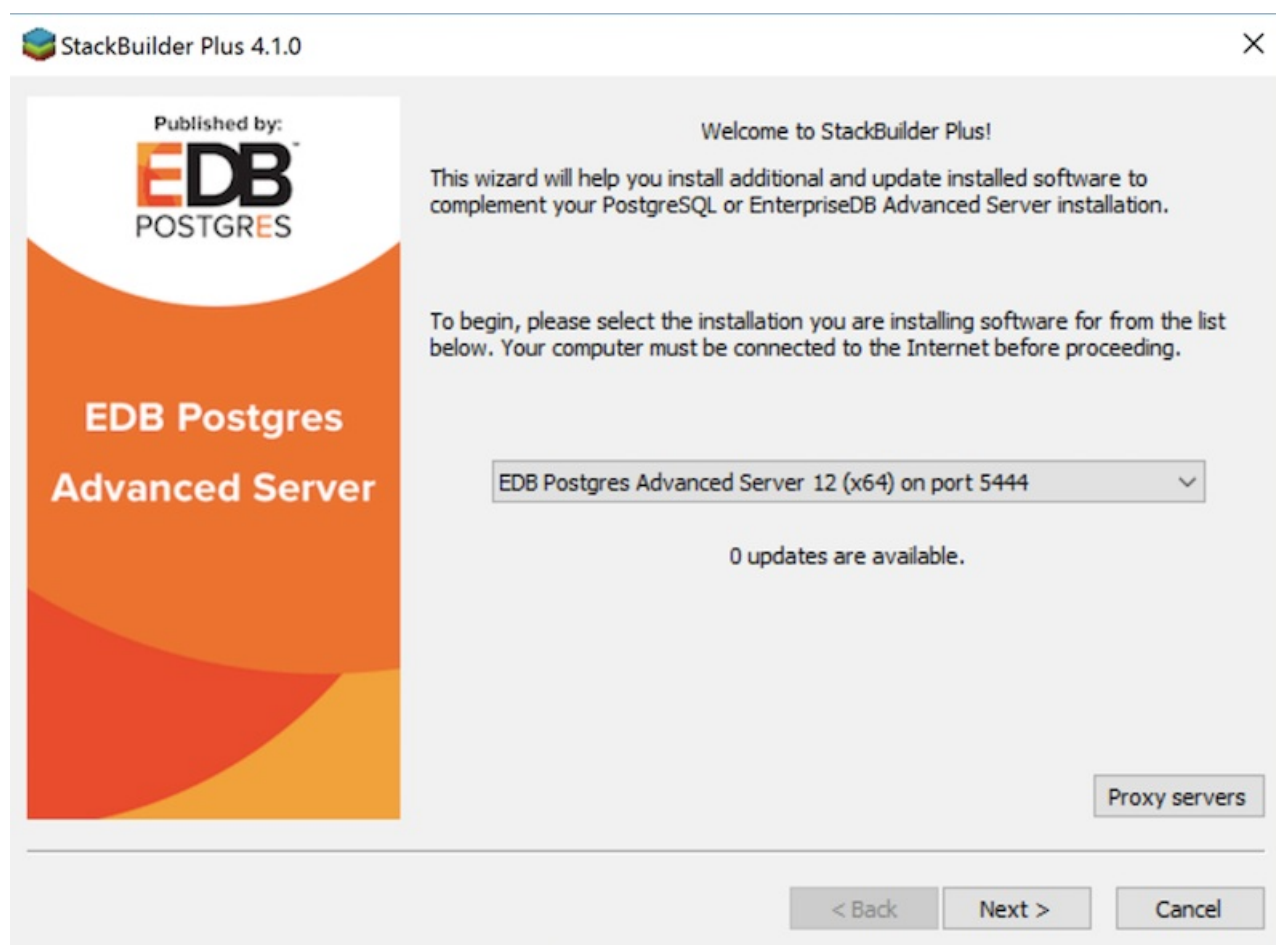 StackBuilder Plus 4.1.0
Published by:
EDB™
POSTGRES
EDB Postgres
Advanced Server
Welcome to StackBuilder Plus!
This wizard will help you install additional and update installed software to
complement your PostgreSQL or EnterpriseDB Advanced Server installation.
To begin, please select the installation you are installing software for from the list
below. Your computer must be connected to the Internet before proceeding.
EDB Postgres Advanced Server 12 (x64) on port 5444
0 updates are available.
Proxy servers
< Back
Next >
Cancel